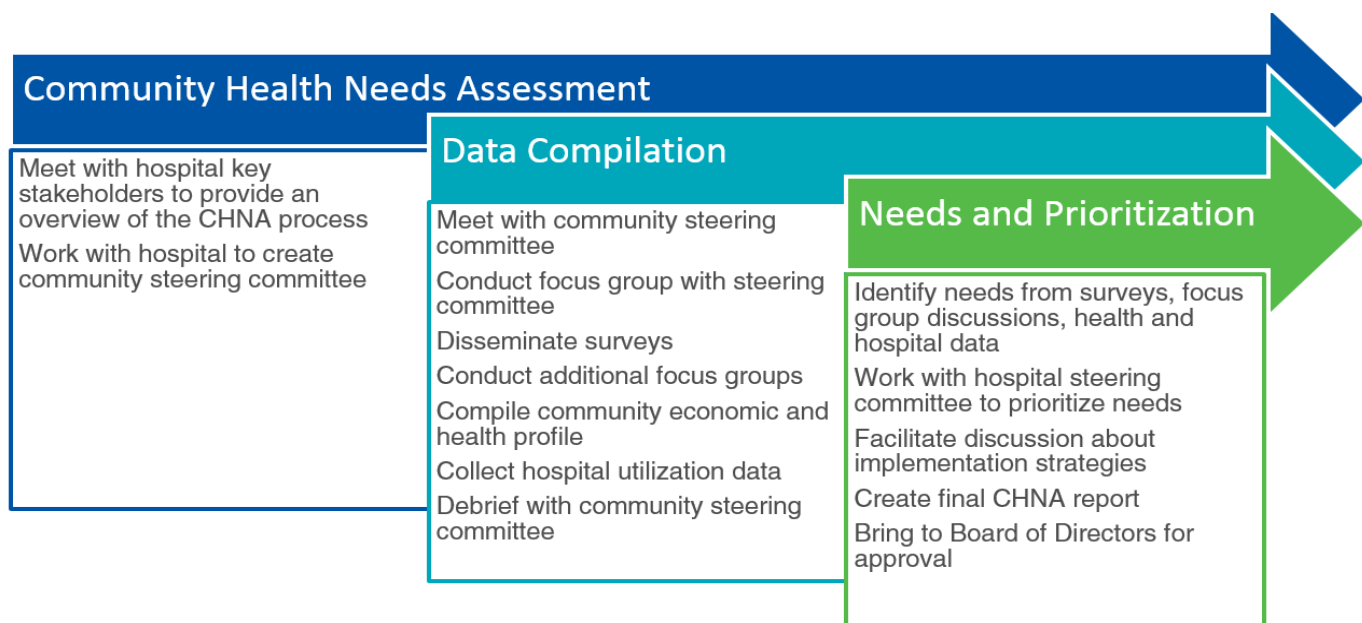 Community Health Needs Assessment
Meet with hospital key
stakeholders to provide an
overview of the CHNA process
Work with hospital to create
community steering committee
Data Compilation
Meet with community steering
committee
Conduct focus group with steering
committee
Disseminate surveys
Conduct additional focus groups
Compile community economic and
health profile
Collect hospital utilization data
Debrief with community steering
committee
Needs and Prioritization
Identify needs from surveys, focus
group discussions, health and
hospital data
Work with hospital steering
committee to prioritize needs
Facilitate discussion about
implementation strategies
Create final CHNA report
Bring to Board of Directors for
approval